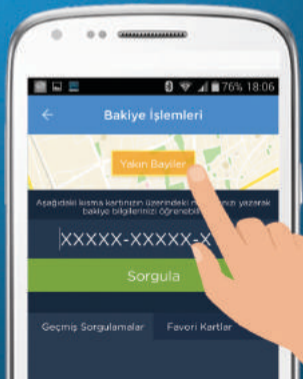 76% 18:06
Bakiye İşlemleri
Yakın Bayiler
Aşağıdaki kısma kartınızın üzerindeki yazarak
bakiye bilgilerinizi
XXXXX-XXXXX-X
Sorgula
Geçmiş Sorgulamalar
Favori Kartlar